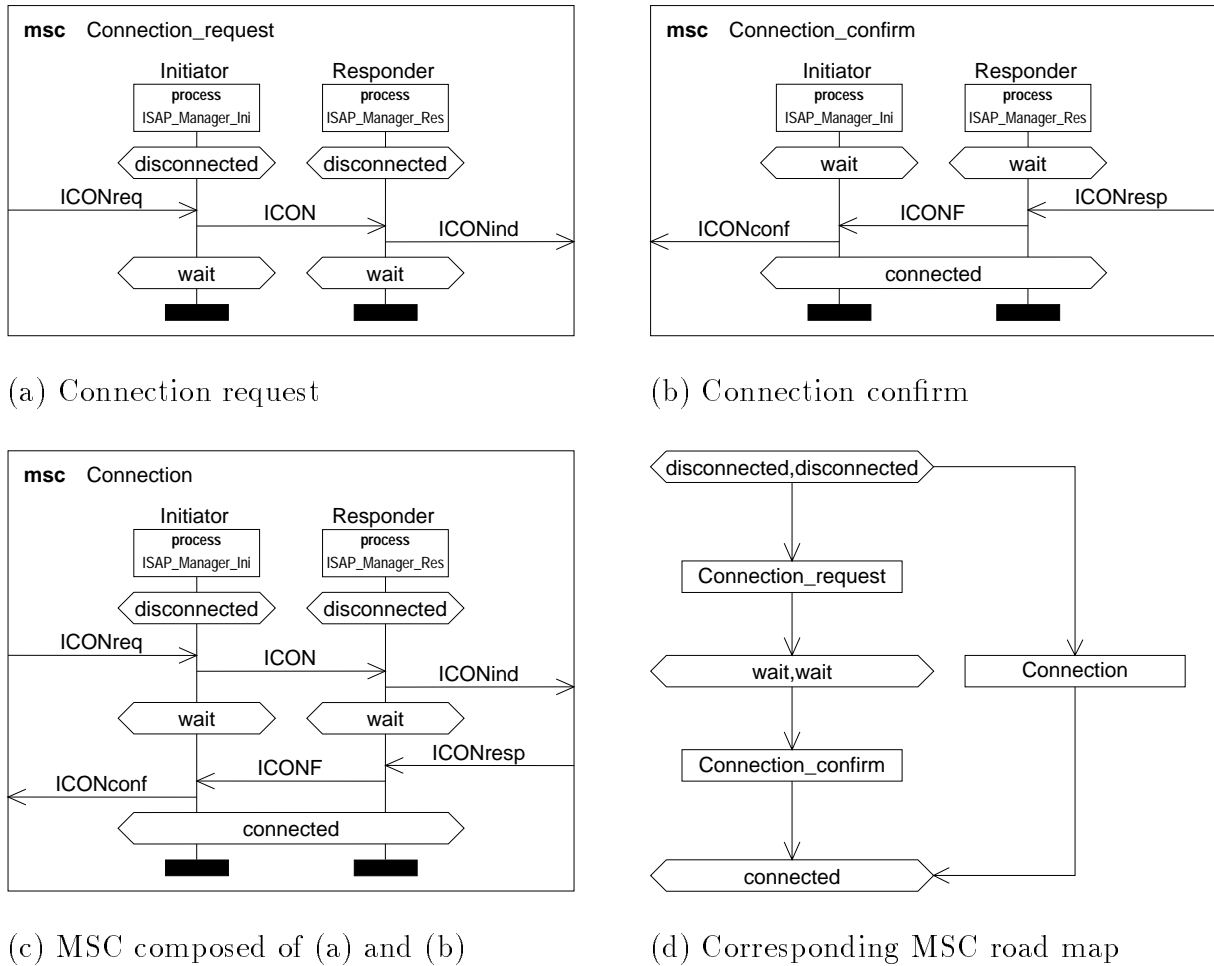 msc Connection_request
Initiator Responder
process process
ISAP_Manager_Ini ISAP_Manager_Res
disconnected disconnected
ICONreq
ICON
ICONind
wait wait
(a) Connection request
msc Connection_confirm
Initiator Responder
process process
ISAP_Manager_Ini ISAP_Manager_Res
wait wait
ICONresp
ICONF
ICONconf
connected
(b) Connection confirm
msc Connection
Initiator Responder
process process
ISAP_Manager_Ini ISAP_Manager_Res
disconnected disconnected
ICONreq
ICON
ICONind
wait wait
ICONresp
ICONF
ICONconf
connected
(c) MSC composed of (a) and (b)
disconnected,disconnected
Connection_request
wait,wait
Connection
Connection_confirm
connected
(d) Corresponding MSC road map